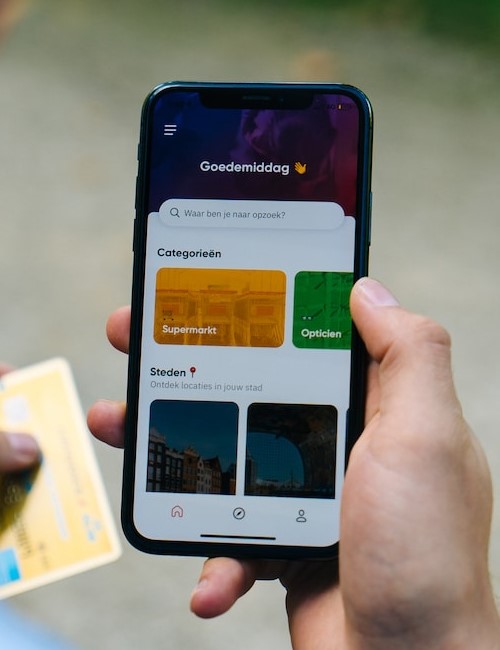 Goedemiddag 👋
Waar ben je naar opzoek?
Categorieën
Supermarkt
Opticien
Steden📍
Ontdek locaties in jouw stad